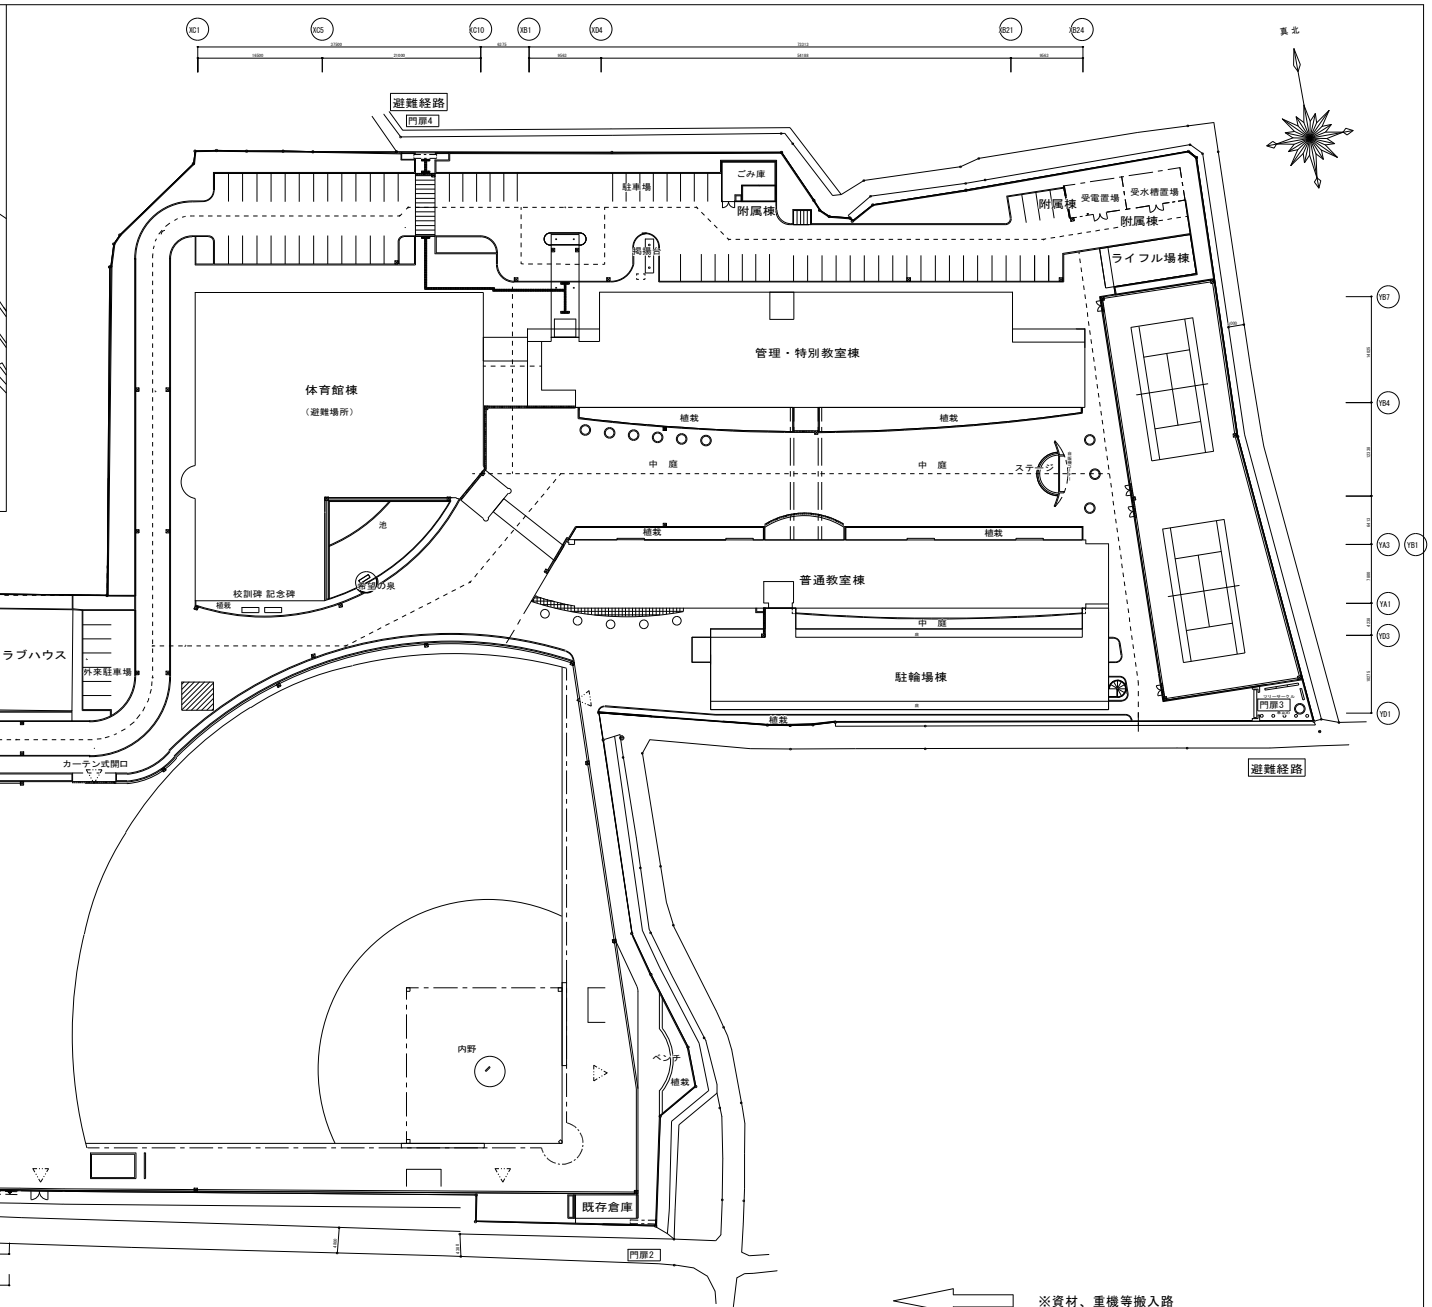 XC1
XC5
XC10
XB1
XD4
XB21
XB24
真北
避難経路
門扉4
ごみ庫
駐車場
附属棟
附属棟
受電置場
受水槽置場
附属棟
掲揚台
ライフル場棟
YB7
管理・特別教室棟
体育館棟
(避難場所)
YB4
植栽
植栽
中庭
中庭
ステージ
池
植栽
植栽
YA3
YB1
普通教室棟
希望の泉
校訓碑 記念碑
植栽
YA1
中庭
YD3
ラブハウス
外来駐車場
駐輪場棟
門扉3
YD1
植栽
カーテン式開口
避難経路
内野
ベンチ
植栽
既存倉庫
門扉2
※資材、重機等搬入路